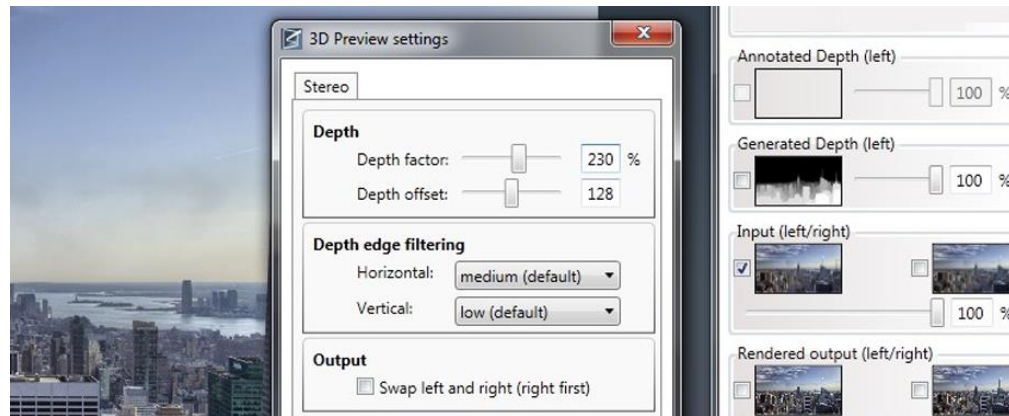 3D Preview settings
Stereo
Depth
Depth factor: 230 %
Depth offset: 128
Depth edge filtering
Horizontal: medium (default)
Vertical: low (default)
Output
Swap left and right (right first)
Annotated Depth (left)
100 %
Generated Depth (left)
100 %
Input (left/right)
100 %
Rendered output (left/right)